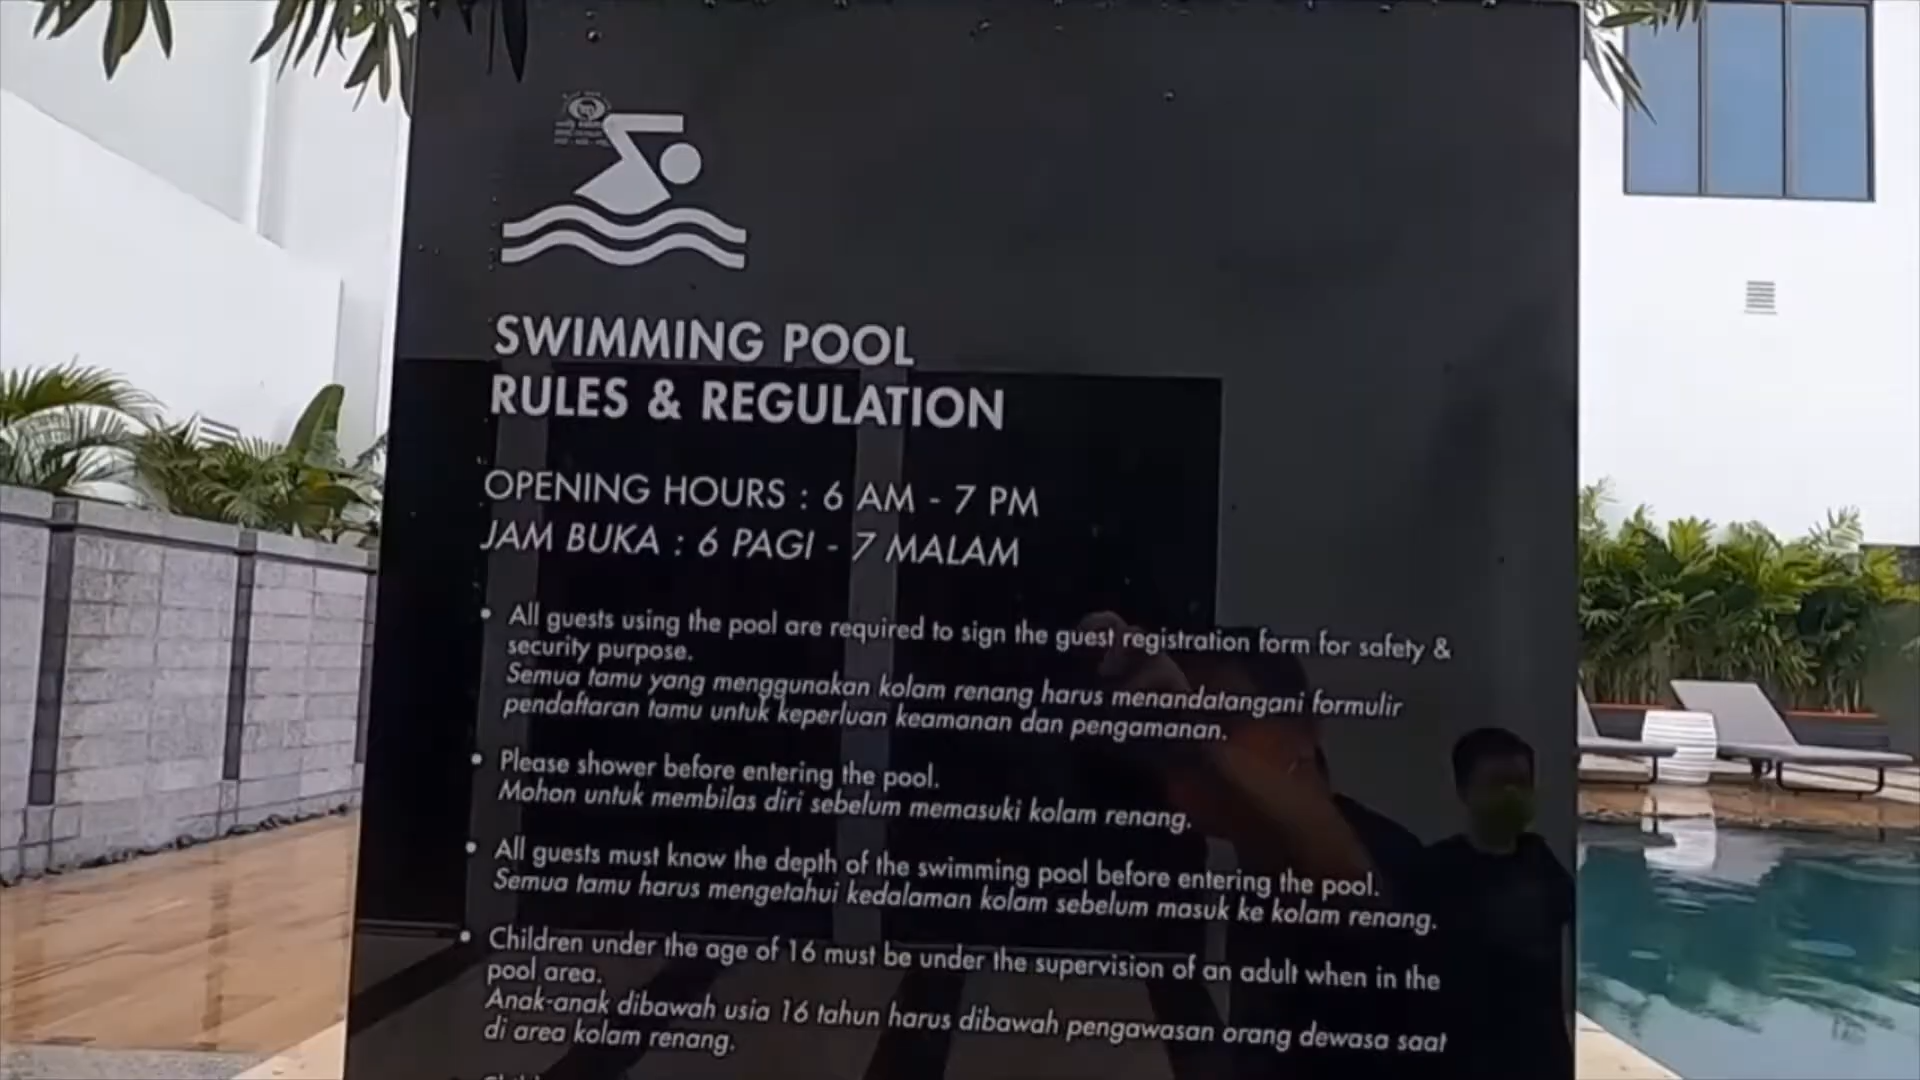 SWIMMING POOL
RULES & REGULATION
OPENING HOURS : 6 AM - 7 PM
JAM BUKA : 6 PAGI - 7 MALAM
• All guests using the pool are required to sign the guest registration form for safety &
security purpose.
Semua tamu yang menggunakan kolam renang harus menandatangani formulir
pendaftaran tamu untuk keperluan keamanan dan pengamanan.
• Please shower before entering the pool.
Mohon untuk membilas diri sebelum memasuki kolam renang.
• All guests must know the depth of the swimming pool before entering the pool.
Semua tamu harus mengetahui kedalaman kolam sebelum masuk ke kolam renang.
• Children under the age of 16 must be under the supervision of an adult when in the
pool area.
Anak-anak dibawah usia 16 tahun harus dibawah pengawasan orang dewasa saat
di area kolam renang.